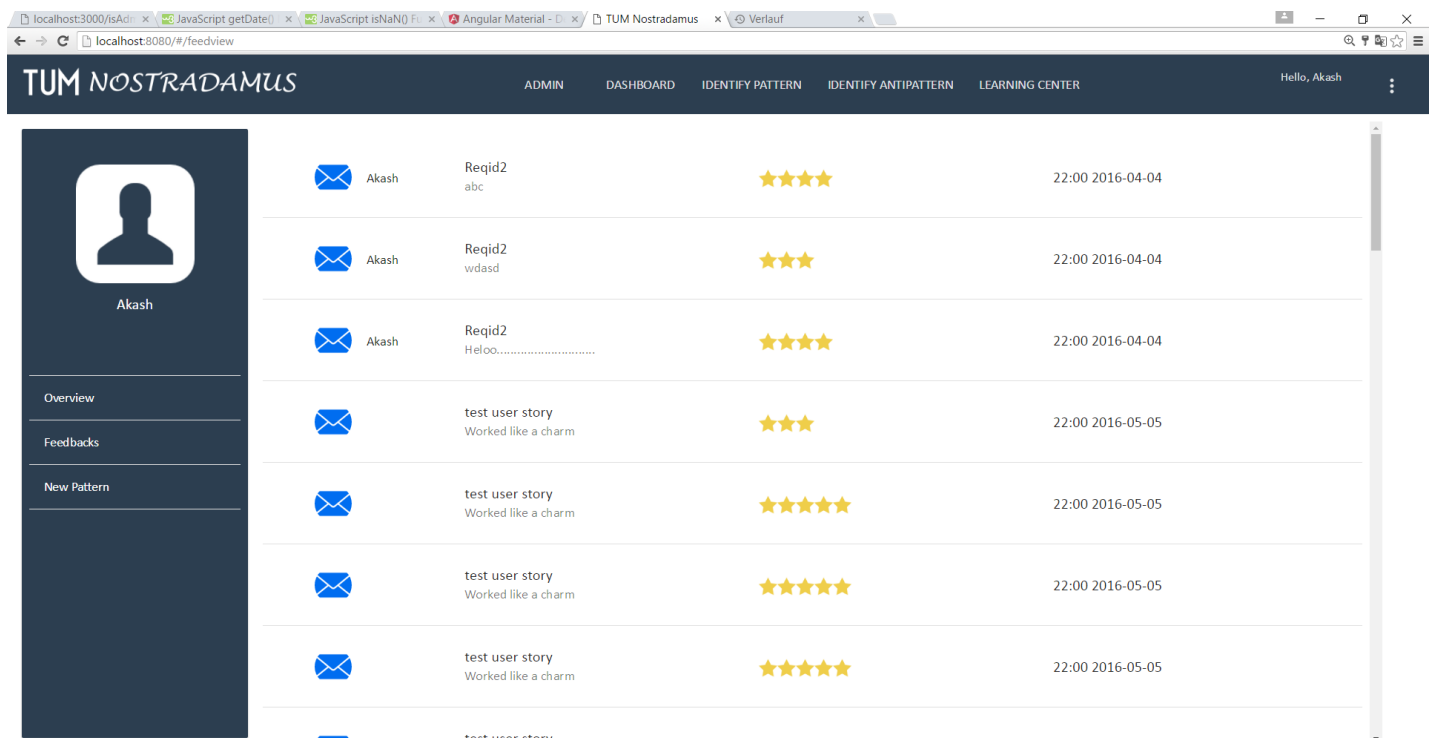 localhost:3000/isAdm
JavaScript getDate()
JavaScript isNaN() Fu
Angular Material - De
TUM Nostradamus
Verlauf
localhost:8080/#/feedview
TUM NOSTRADAMUS
ADMIN
DASHBOARD
IDENTIFY PATTERN
IDENTIFY ANTIPATTERN
LEARNING CENTER
Hello, Akash
Akash
Overview
Feedbacks
New Pattern
Akash
Reqid2
abc
22:00 2016-04-04
Akash
Reqid2
wdasd
22:00 2016-04-04
Akash
Reqid2
Heloo............................
22:00 2016-04-04
test user story
Worked like a charm
22:00 2016-05-05
test user story
Worked like a charm
22:00 2016-05-05
test user story
Worked like a charm
22:00 2016-05-05
test user story
Worked like a charm
22:00 2016-05-05
test user story